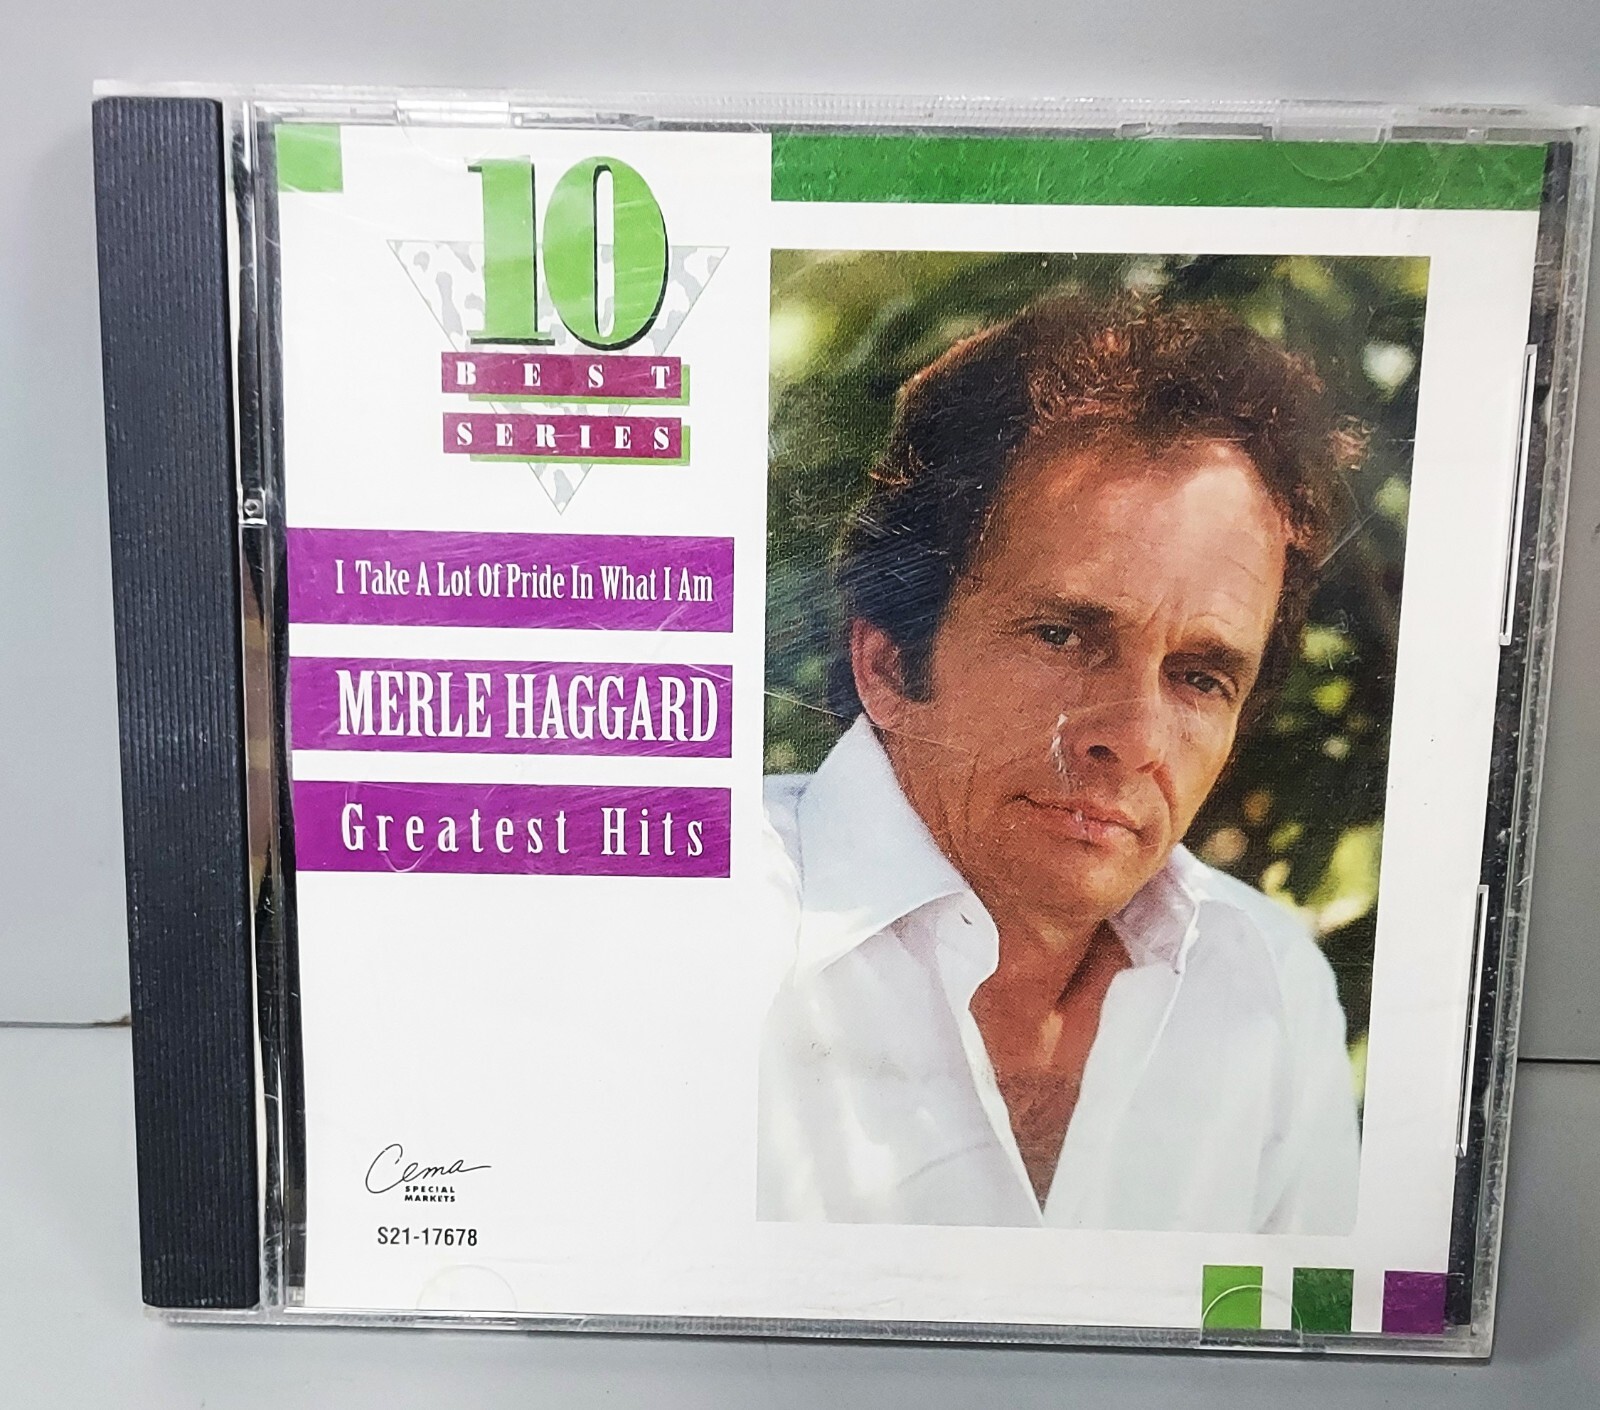 10
BEST
SERIES
I Take A Lot Of Pride In What I Am
MERLE HAGGARD
Greatest Hits
Cema
SPECIAL
MARKETS
S21-17678